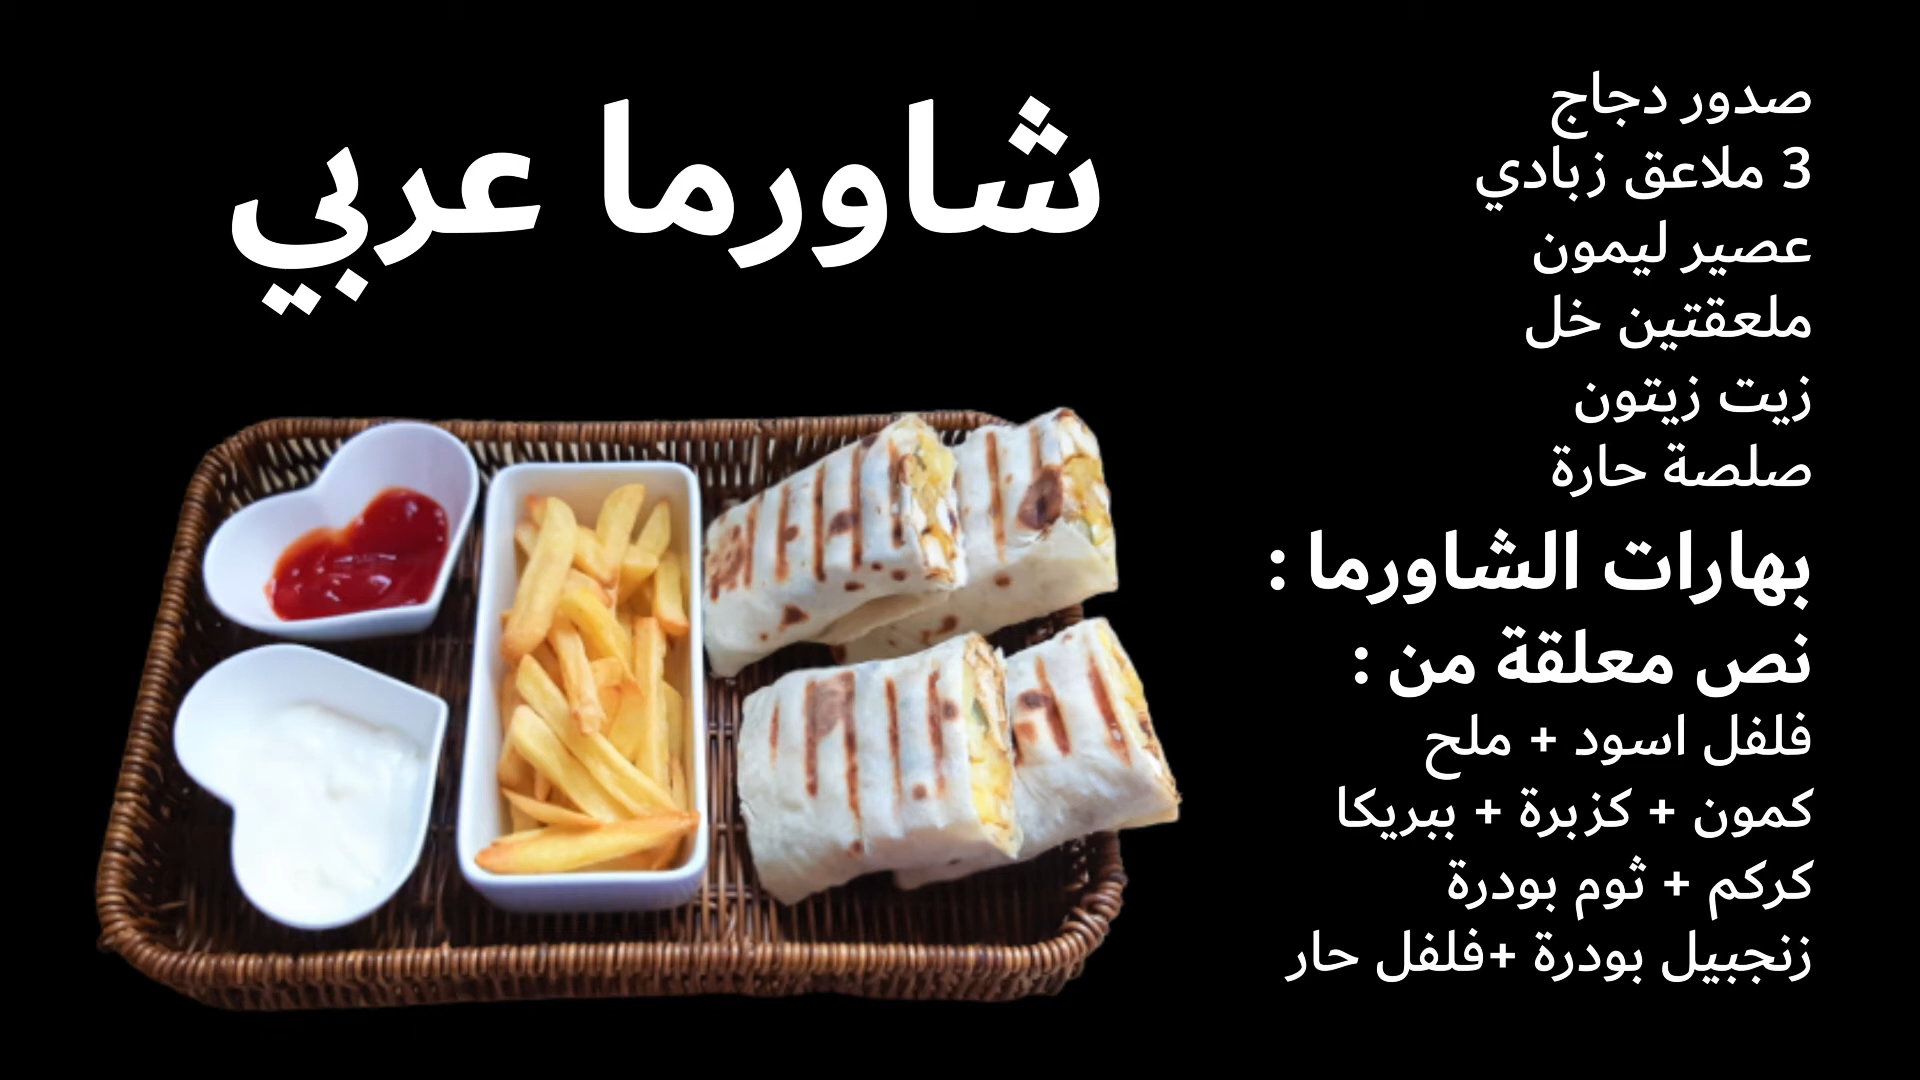 شاورما عربي
صدور دجاج
3 ملاعق زبادي
عصير ليمون
ملعقتين خل
زيت زيتون
صلصة حارة
بهارات الشاورما :
نص معلقة من :
فلفل اسود + ملح
كمون + كزبرة + ببريكا
كركم + ثوم بودرة
زنجبيل بودرة +فلفل حار